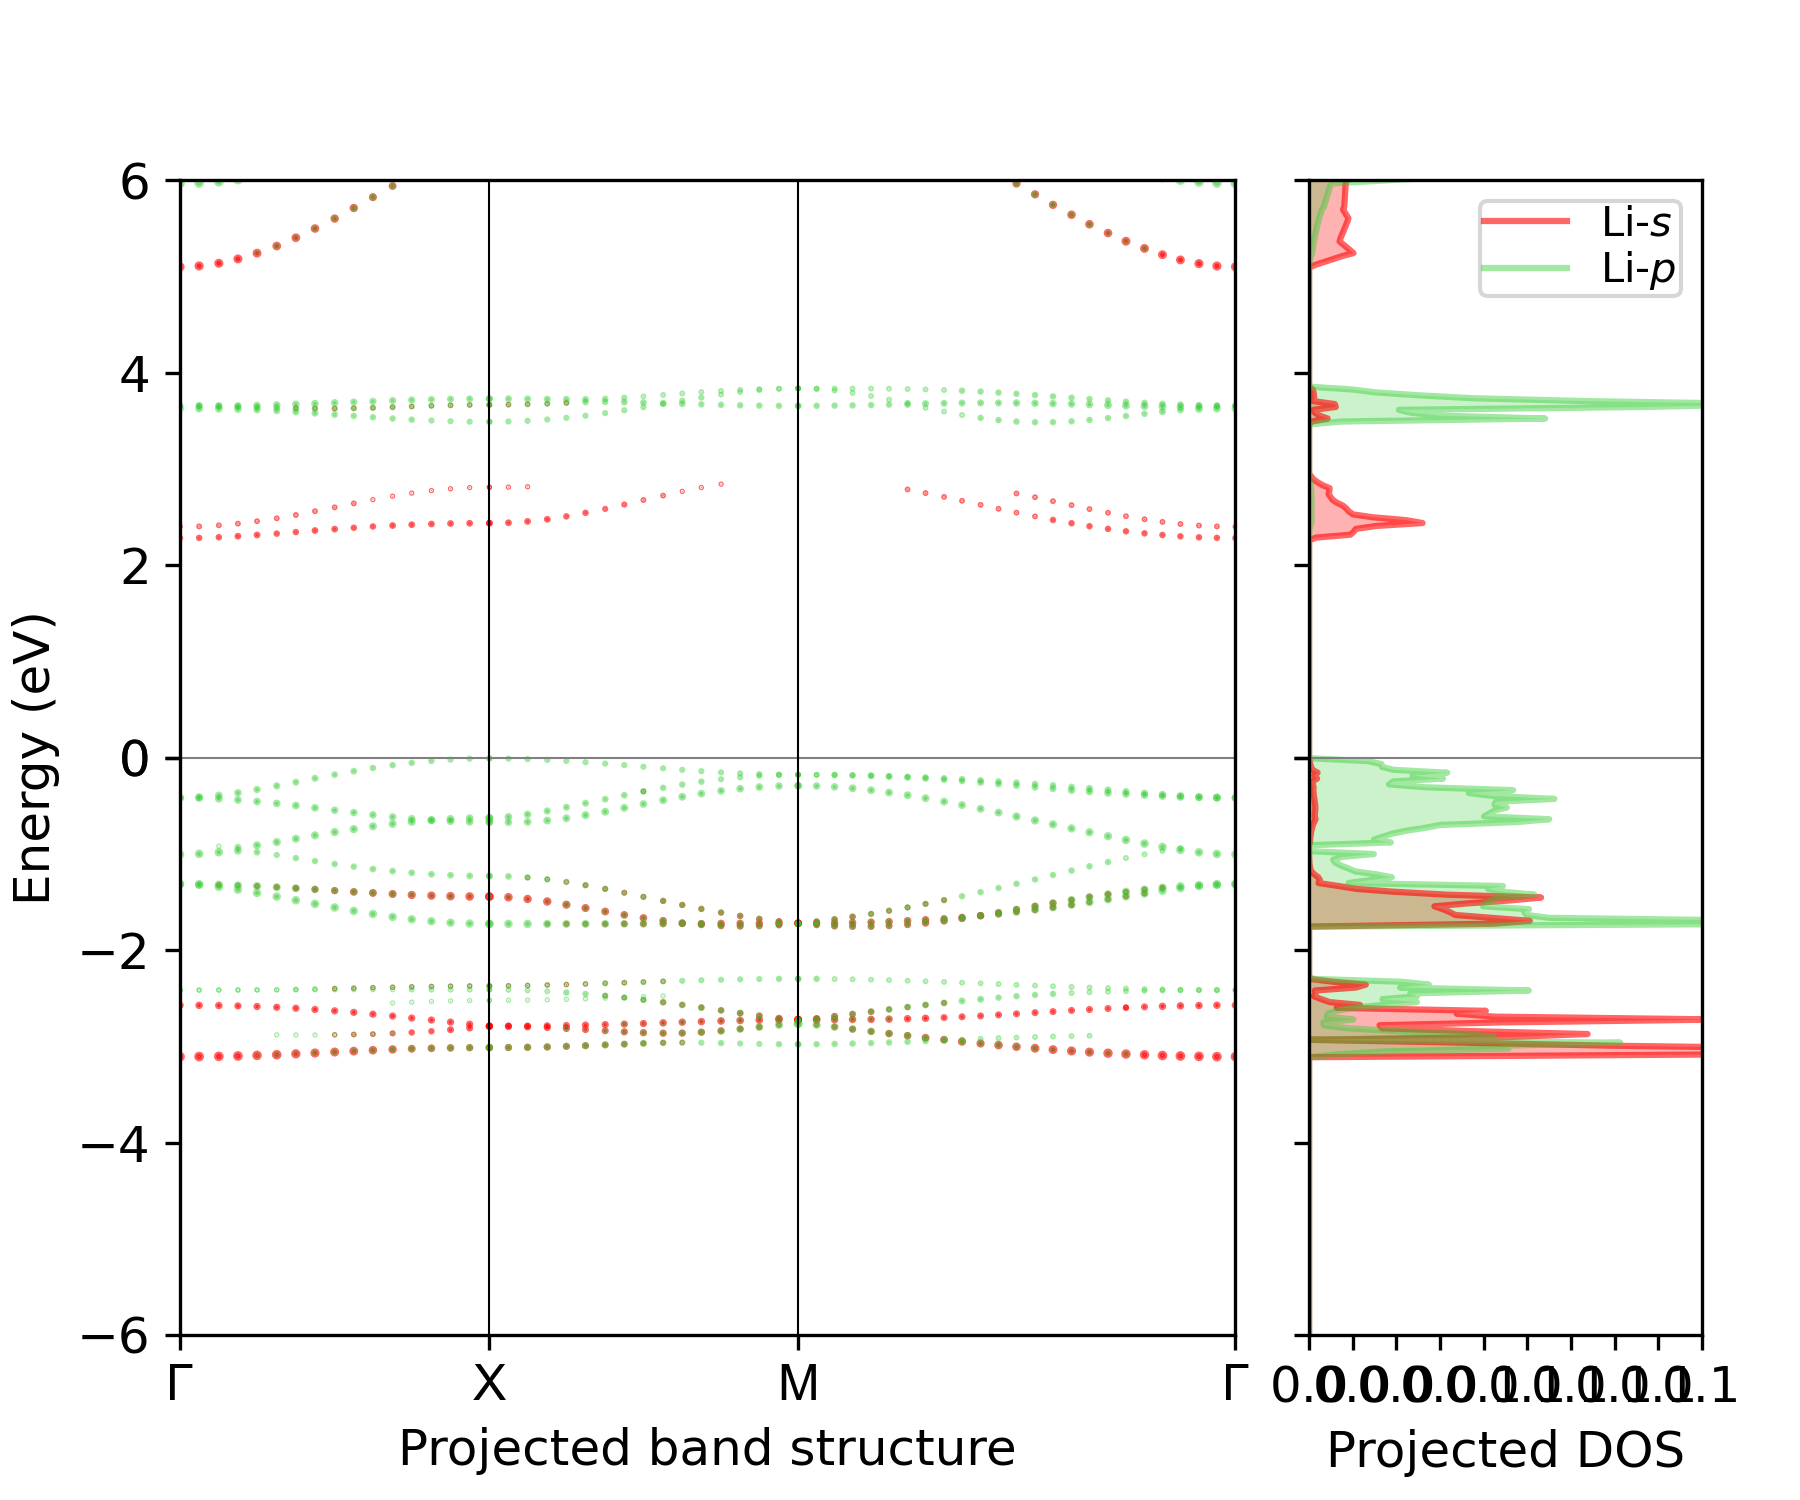 Energy (eV)
6
4
2
0
−2
−4
−6
Γ
X
M
Γ
Projected band structure
Li-s
Li-p
Projected DOS